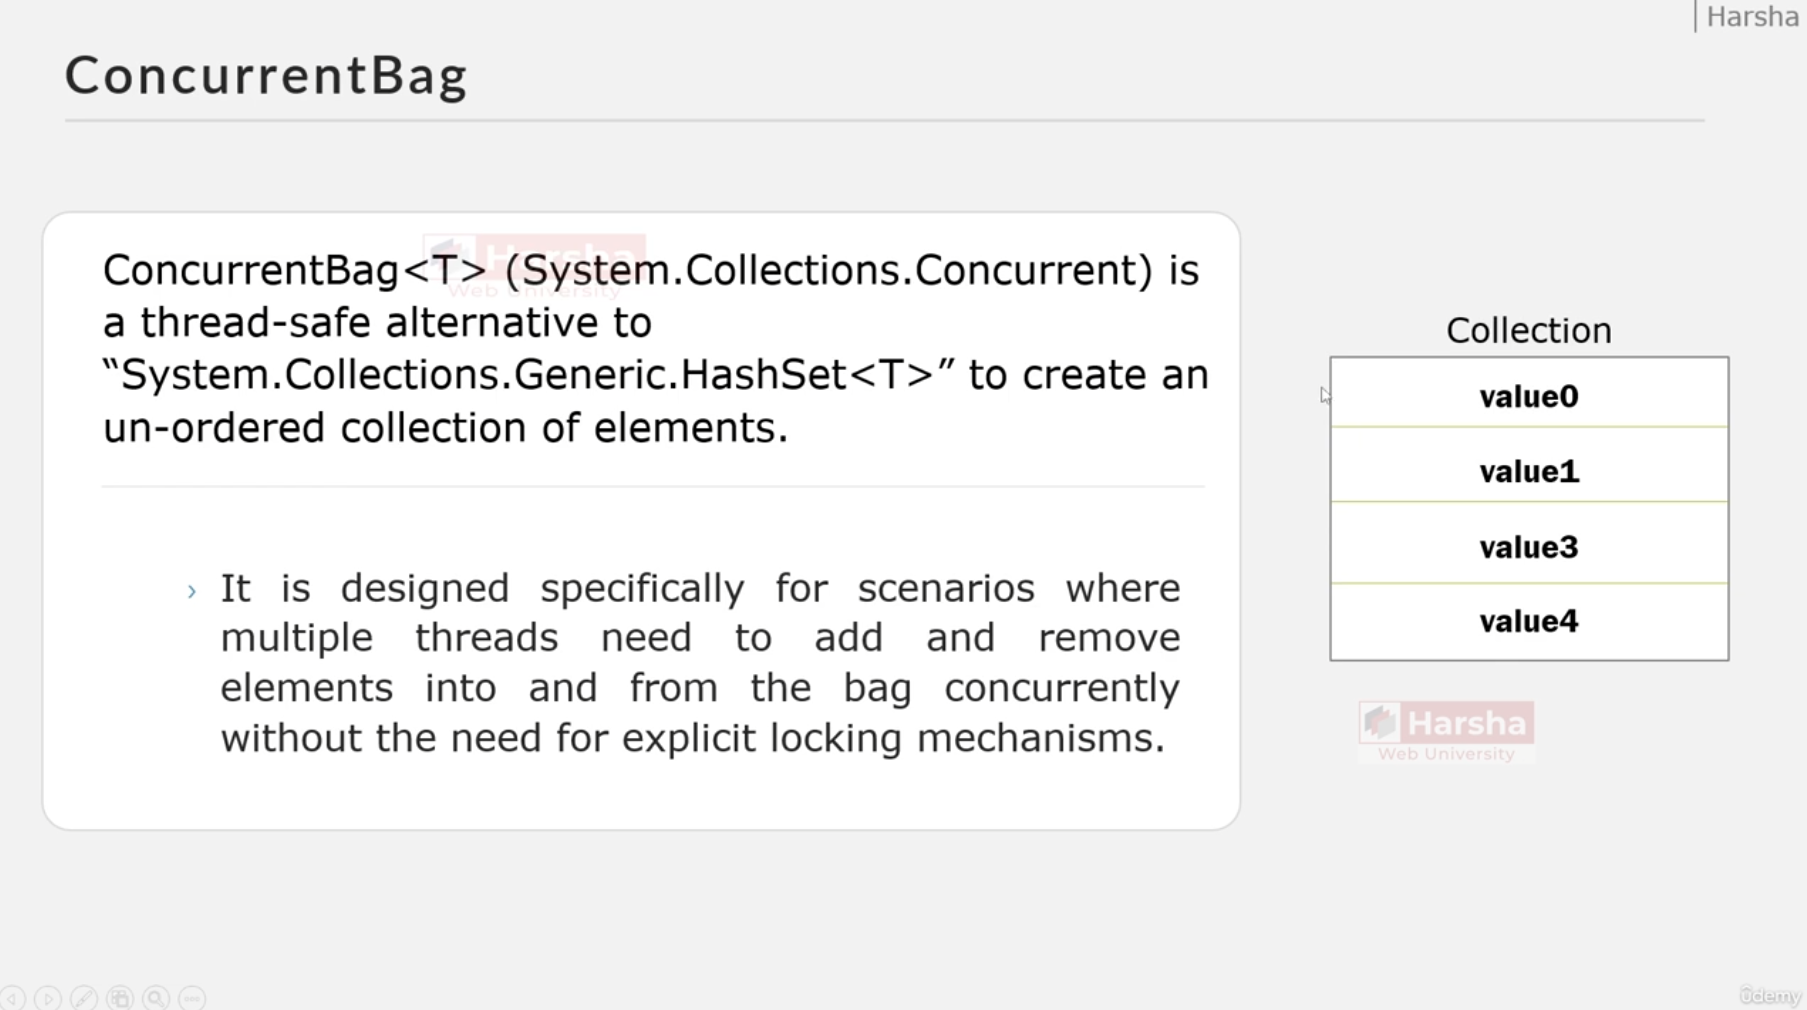 Harsha
ConcurrentBag
Harsha
Web University
ConcurrentBag<T> (System.Collections.Concurrent) is
a thread-safe alternative to
“System.Collections.Generic.HashSet<T>” to create an
un-ordered collection of elements.
› It is designed specifically for scenarios where
multiple threads need to add and remove
elements into and from the bag concurrently
without the need for explicit locking mechanisms.
Collection
value0
value1
value3
value4
Harsha
Web University
ûdemy